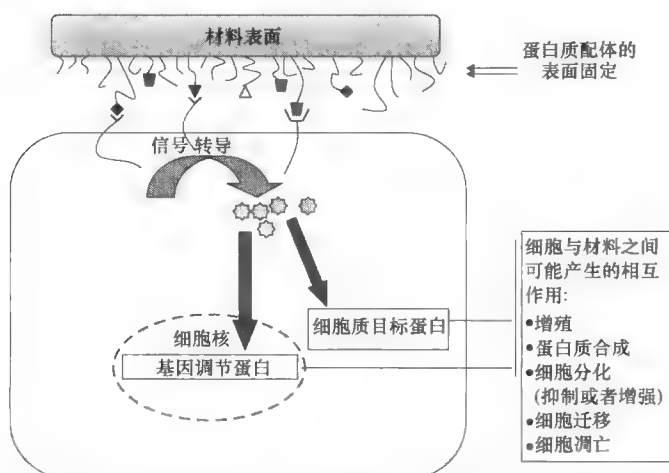 材料表面
蛋白质配体的
表面固定
信号 转导
细胞与材料之间
可能产生的相互
作用:
●增殖
●蛋白质合成
●细胞分化
(抑制或者增强)
●细胞迁移
●细胞凋亡
细胞质目标蛋白
细胞核
基因调节蛋白